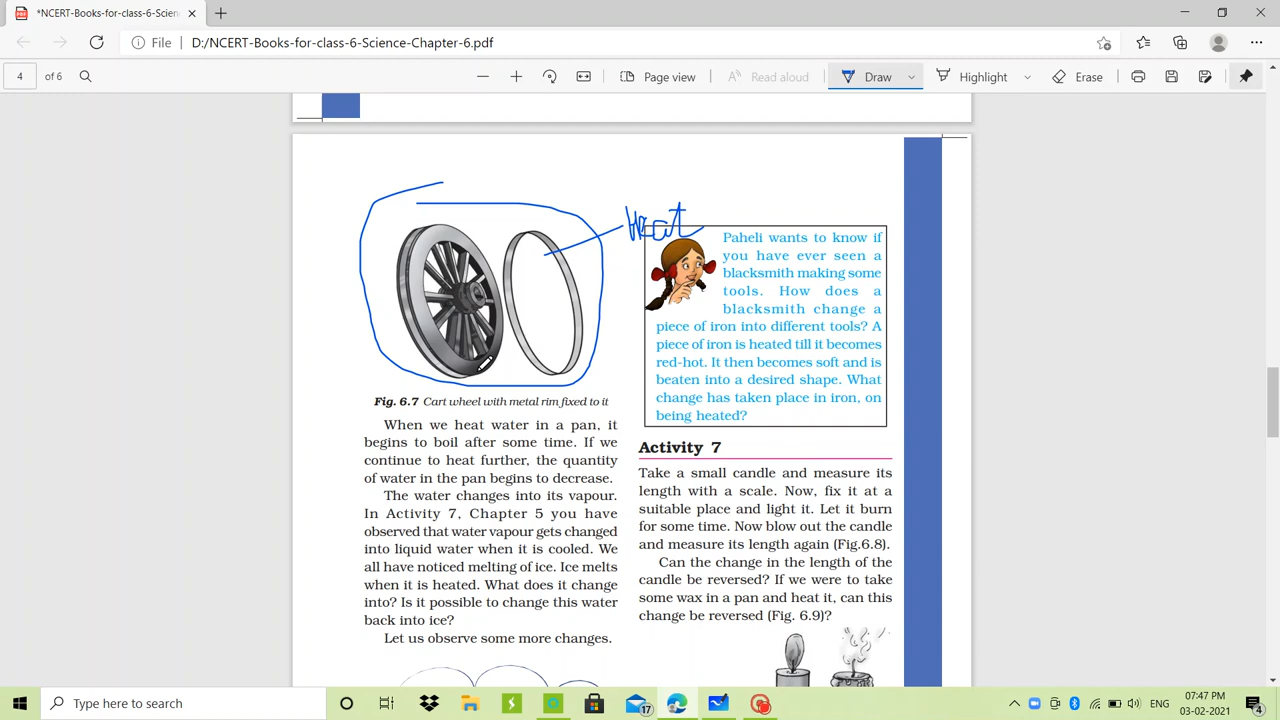 *NCERT-Books-for-class-6-Scienc
File
D:/NCERT-Books-for-class-6-Science-Chapter-6.pdf
4 of 6
Page view
Read aloud
Draw
Highlight
Erase
Heat
Fig. 6.7 Cart wheel with metal rim fixed to it
When we heat water in a pan, it
begins to boil after some time. If we
continue to heat further, the quantity
of water in the pan begins to decrease.
The water changes into its vapour.
In Activity 7, Chapter 5 you have
observed that water vapour gets changed
into liquid water when it is cooled. We
all have noticed melting of ice. Ice melts
when it is heated. What does it change
into? Is it possible to change this water
back into ice?
Let us observe some more changes.
Paheli wants to know if
you have ever seen a
blacksmith making some
tools. How does a
blacksmith change a
piece of iron into different tools? A
piece of iron is heated till it becomes
red-hot. It then becomes soft and is
beaten into a desired shape. What
change has taken place in iron, on
being heated?
Activity 7
Take a small candle and measure its
length with a scale. Now, fix it at a
suitable place and light it. Let it burn
for some time. Now blow out the candle
and measure its length again (Fig.6.8).
Can the change in the length of the
candle be reversed? If we were to take
some wax in a pan and heat it, can this
change be reversed (Fig. 6.9)?
Type here to search
17
ENG
07:47 PM
03-02-2021
4